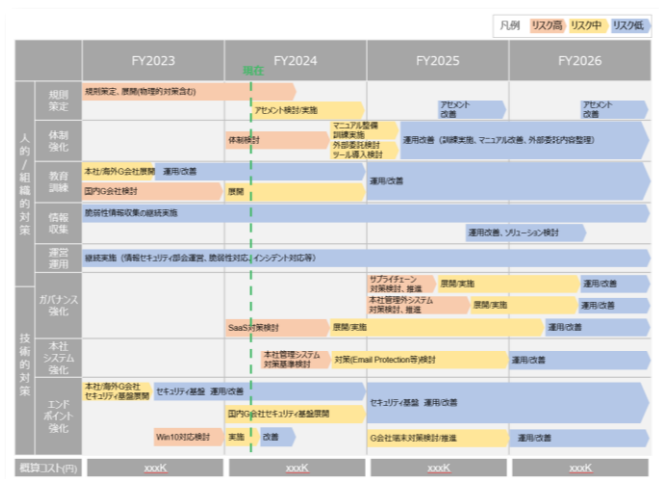 凡例 リスク高 リスク中 リスク低
FY2023 FY2024 FY2025 FY2026
現在
人的/組織的対策
規則
策定
規則策定、展開(物理的対策含む)
アセメント検討/実施
アセメント
改善
アセメント
改善
体制
強化
体制検討
マニュアル整備
訓練実施
外部委託検討
ツール導入検討
運用改善（訓練実施、マニュアル改善、外部委託内容整理）
教育
訓練
本社/海外G会社展開
運用/改善
国内G会社検討
展開
運用/改善
情報
収集
脆弱性情報収集の継続実施
運用改善、ソリューション検討
運営
運用
継続実施（情報セキュリティ部会運営、脆弱性対応、インシデント対応等）
技術的対策
ガバナンス
強化
サプライチェーン
対策検討、推進
展開/実施
運用/改善
本社管理外システム
対策検討、推進
展開/実施
運用/改善
SaaS対策検討
展開/実施
運用/改善
本社
システム
強化
本社管理システム
対策基準検討
対策(Email Protection等)検討
運用/改善
エンド
ポイント
強化
本社/海外G会社
セキュリティ基盤展開
セキュリティ基盤 運用/改善
国内G会社セキュリティ基盤展開
セキュリティ基盤 運用/改善
Win10対応検討
実施
改善
G会社端末対策検討/推進
運用/改善
概算コスト(円) xxxK xxxK xxxK xxxK